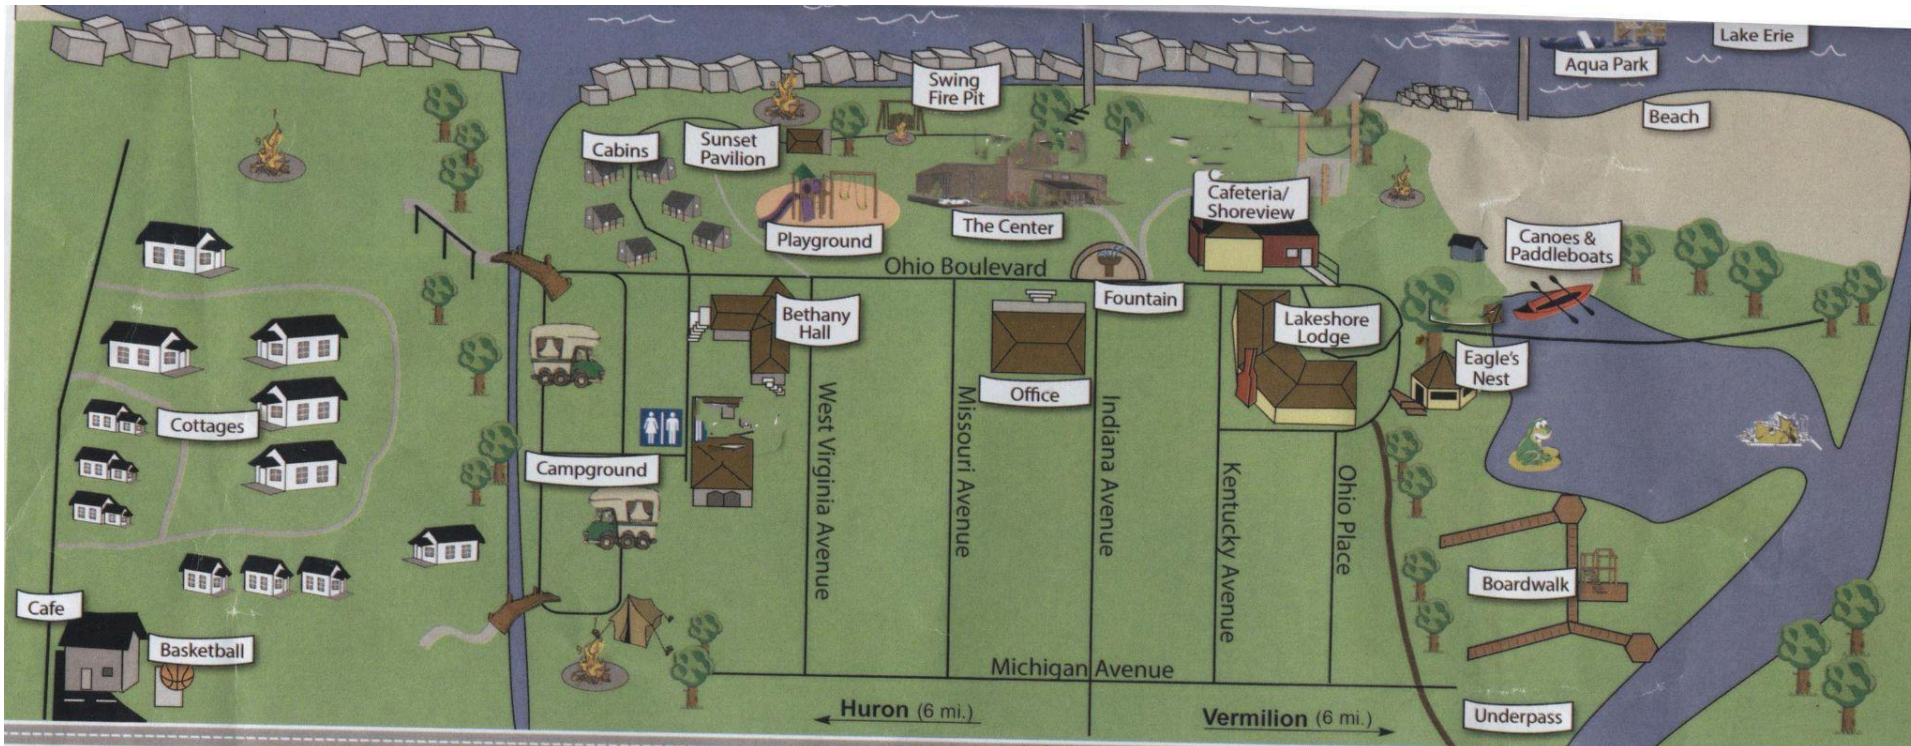 Lake Erie
Aqua Park
Swing
Fire Pit
Beach
Cabins
Sunset
Pavilion
Cafeteria/
Shoreview
Playground
The Center
Canoes &
Paddleboats
Ohio Boulevard
Fountain
Bethany
Hall
Lakeshore
Lodge
Eagle's
Nest
Office
Cottages
Campground
West Virginia Avenue
Missouri Avenue
Indiana Avenue
Kentucky Avenue
Ohio Place
Boardwalk
Cafe
Basketball
Michigan Avenue
Huron (6 mi.)
Vermilion (6 mi.)
Underpass